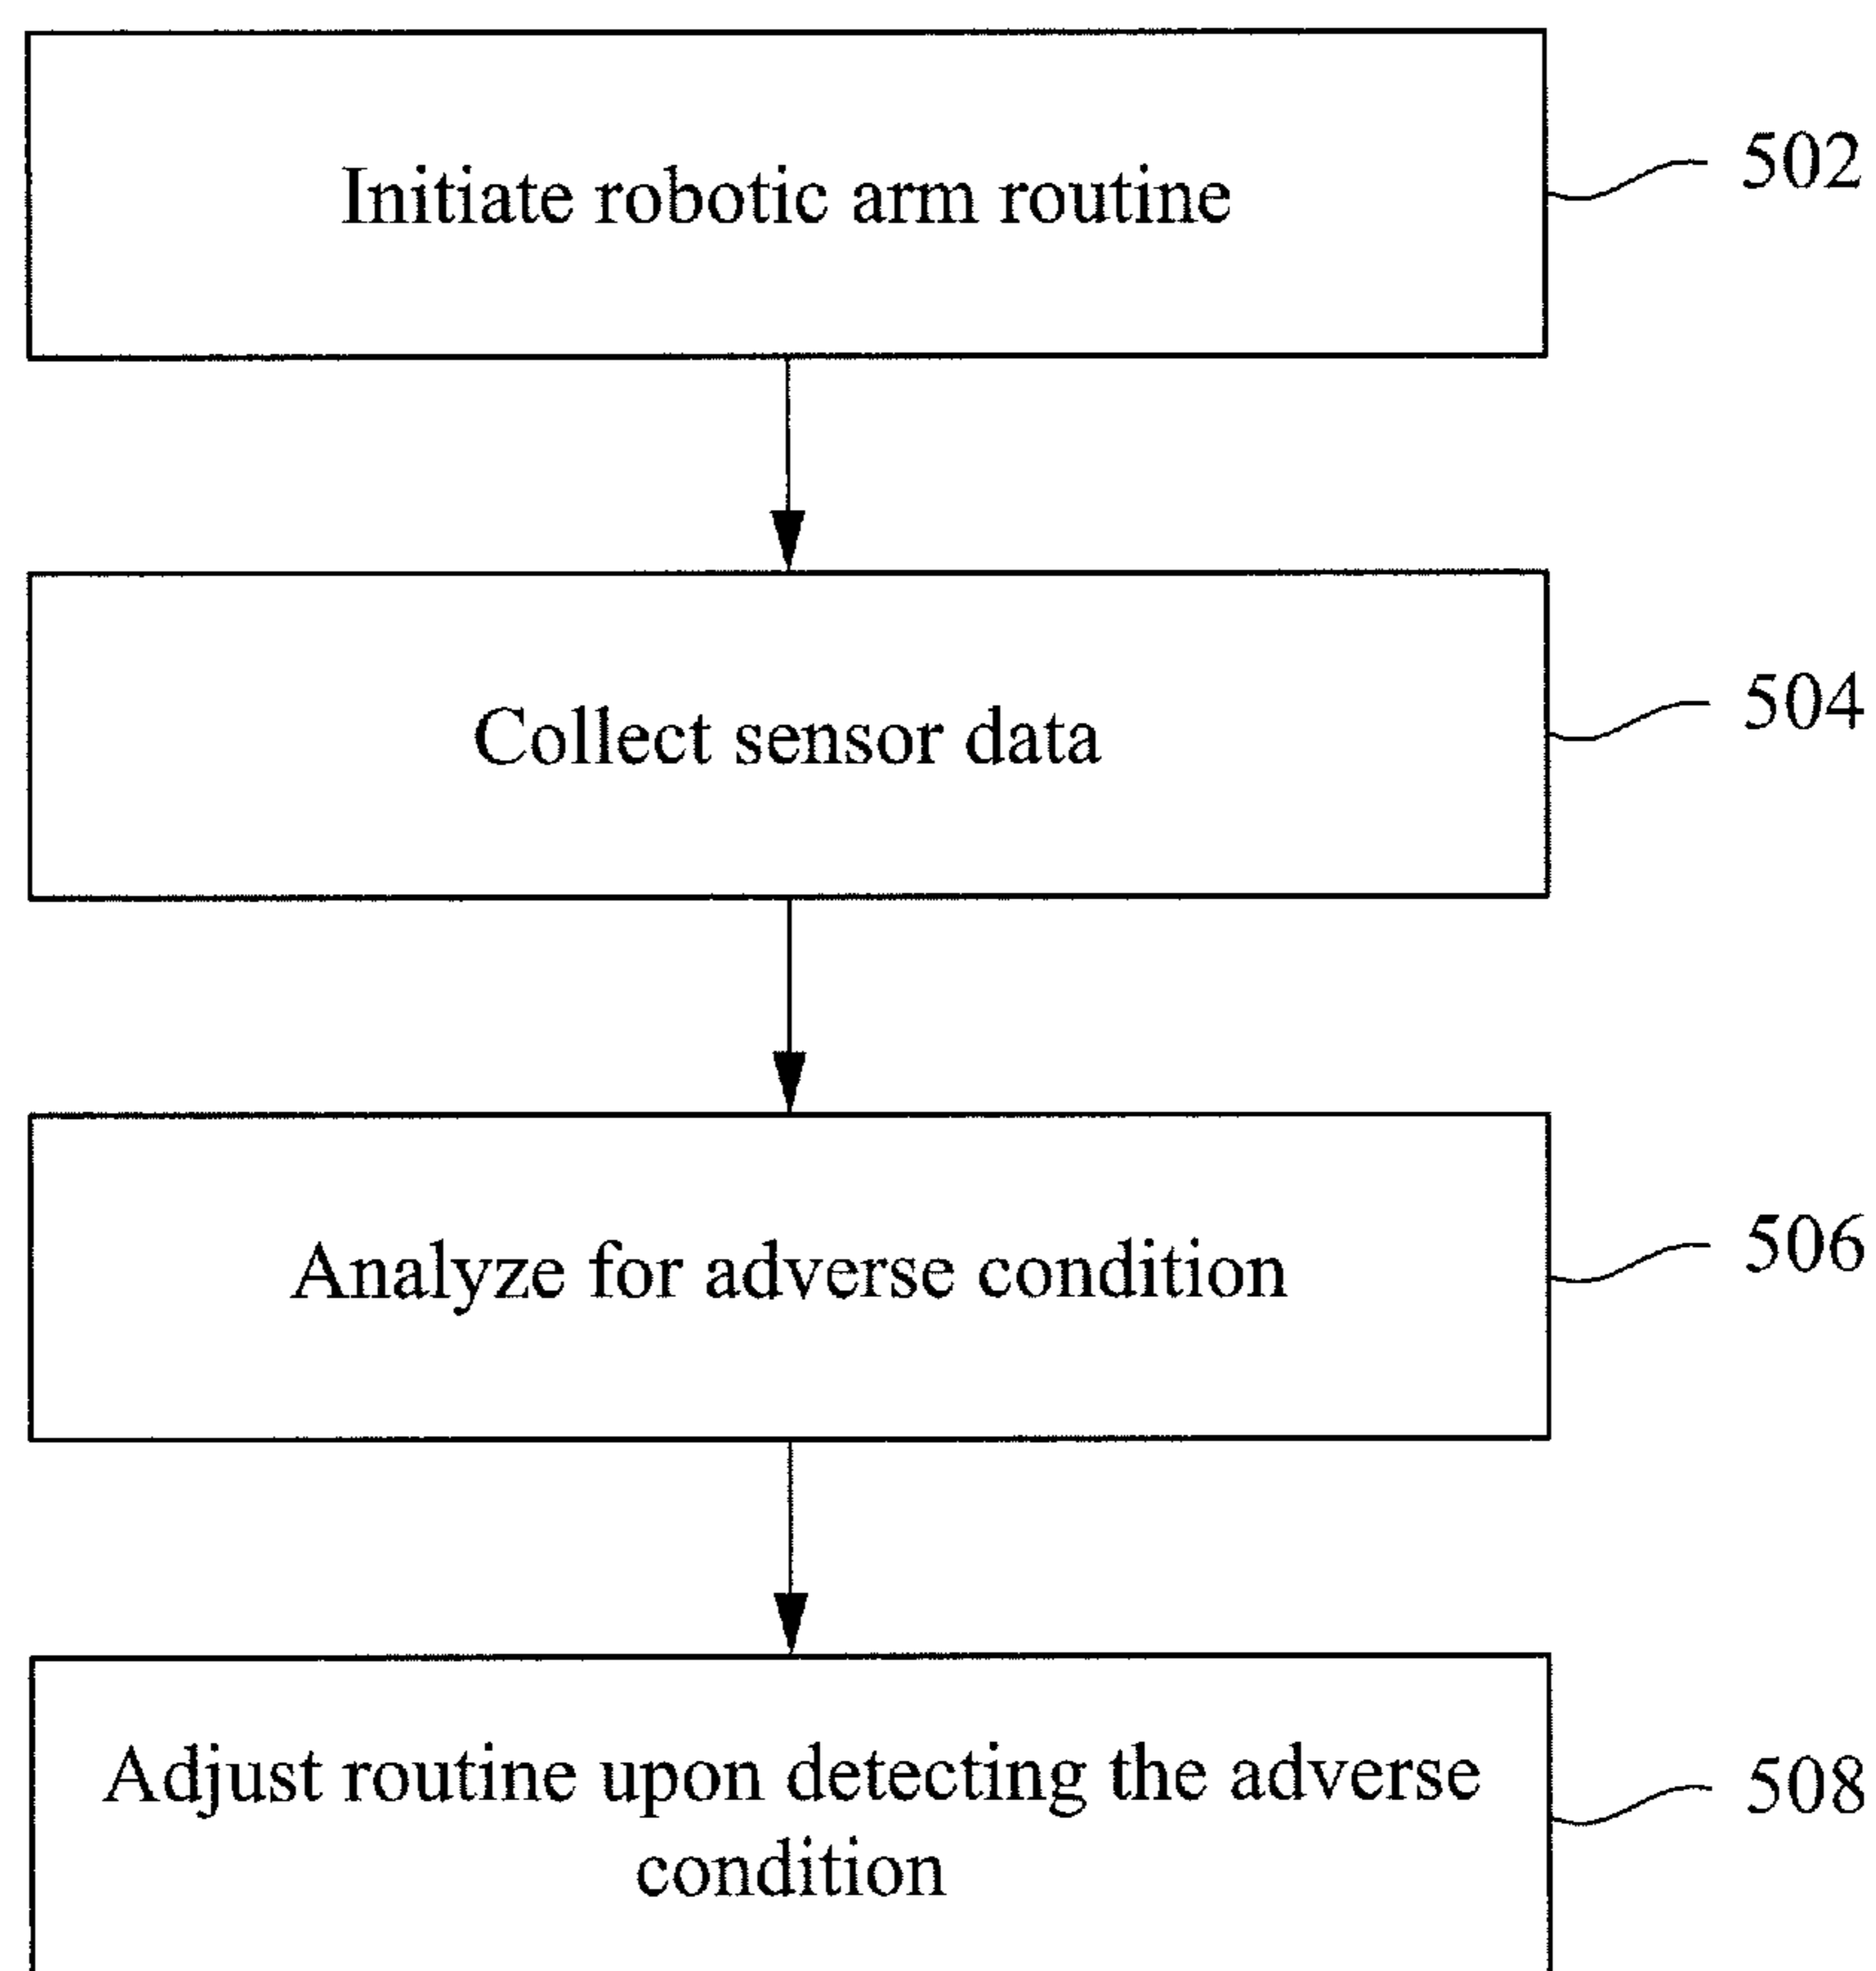 Initiate robotic arm routine
502
Collect sensor data
504
Analyze for adverse condition
506
Adjust routine upon detecting the adverse
condition
508